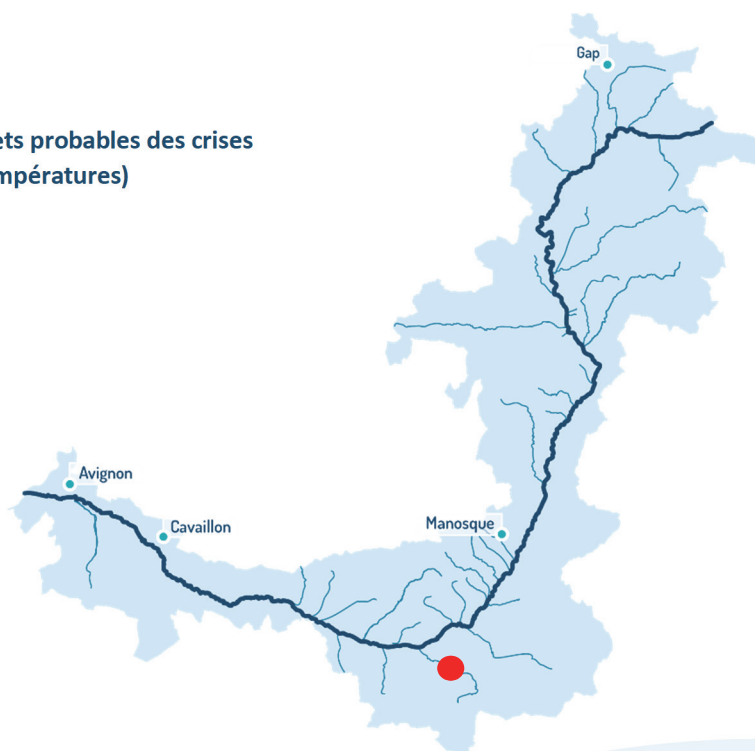 Gap
ets probables des crises
mpératures)
Avignon
Cavaillon
Manosque